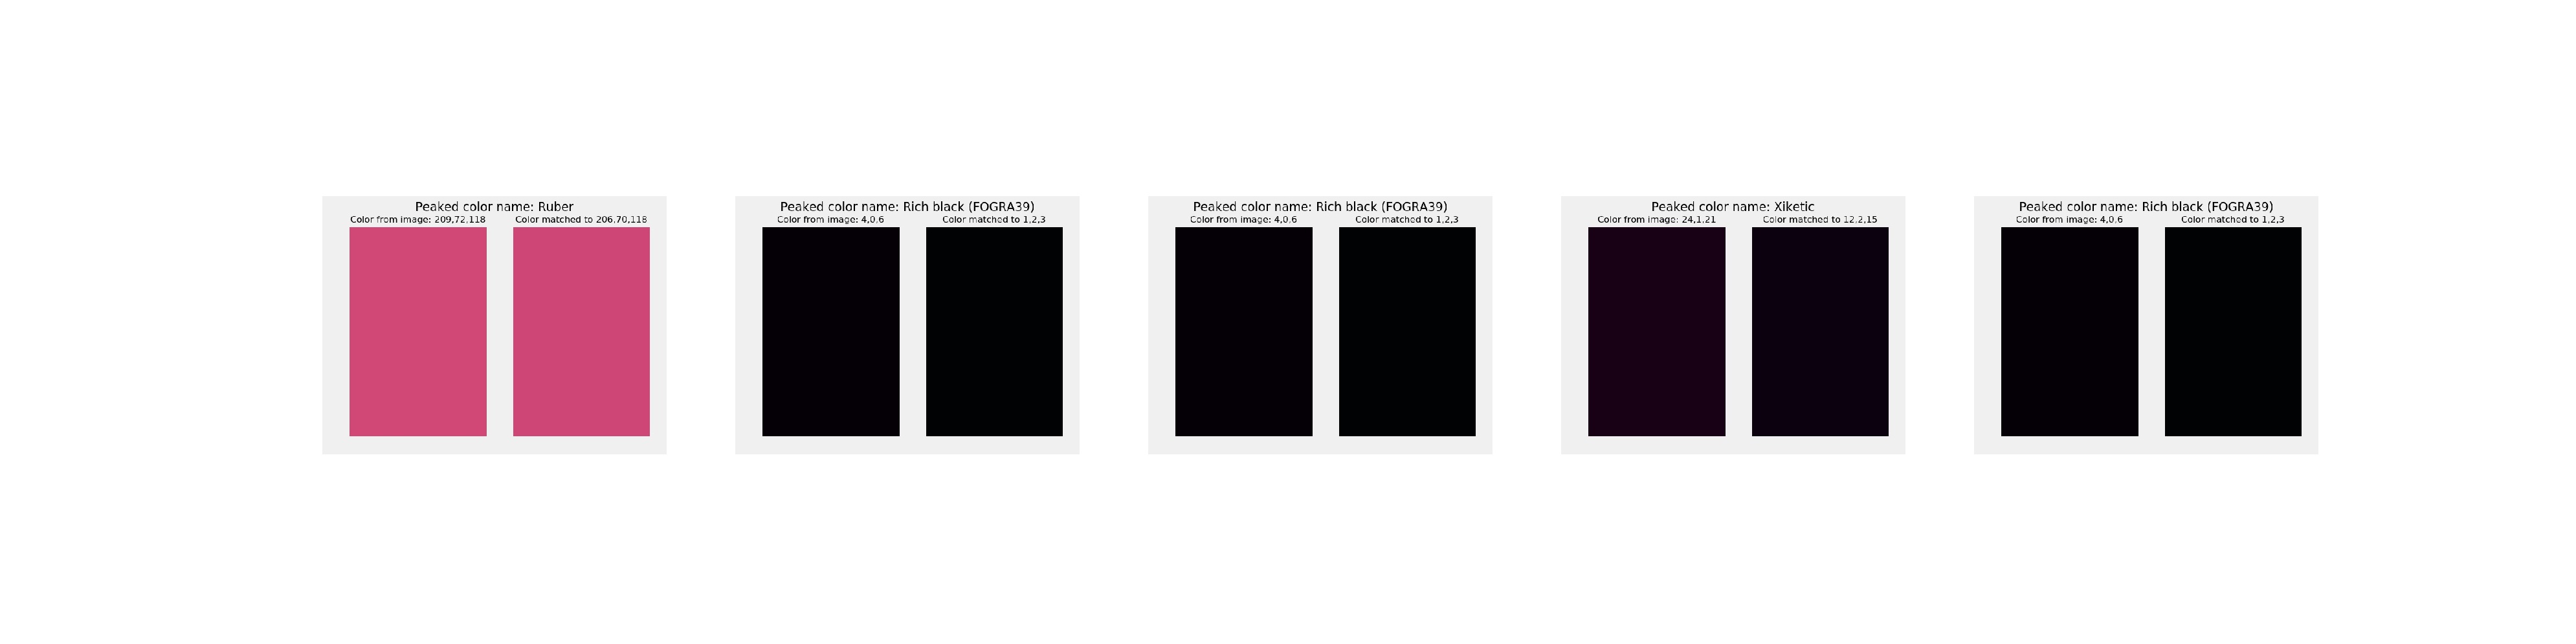 Peaked color name: Ruber
Color from image: 209,72,118
Color matched to 206,70,118
Peaked color name: Rich black (FOGRA39)
Color from image: 4,0,6
Color matched to 1,2,3
Peaked color name: Rich black (FOGRA39)
Color from image: 4,0,6
Color matched to 1,2,3
Peaked color name: Xiketic
Color from image: 24,1,21
Color matched to 12,2,15
Peaked color name: Rich black (FOGRA39)
Color from image: 4,0,6
Color matched to 1,2,3